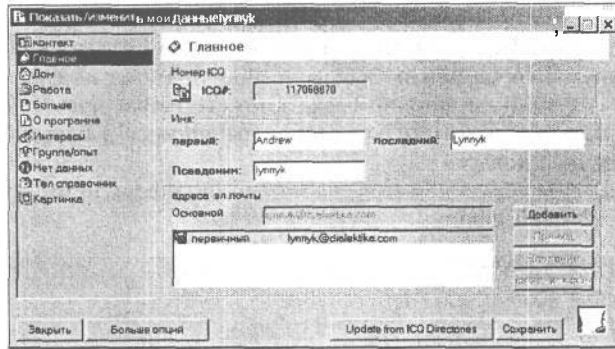 Показать/изменить мои данные lynnyk
Контакт
Главное
Дом
Работа
Больше
О программе
Интересы
Группа/опыт
Нет данных
Тел справочник
Картинка
Главное
Номер ICQ
ICQ#: 117068670
Имя:
первый: Andrew последний: Lynnyk
Псевдоним: lynnyk
адреса эл.почты
Основной
Добавить
первичный lynnyk@dialektika.com
Закрыть Больше опций Update from ICQ Directories Сохранить